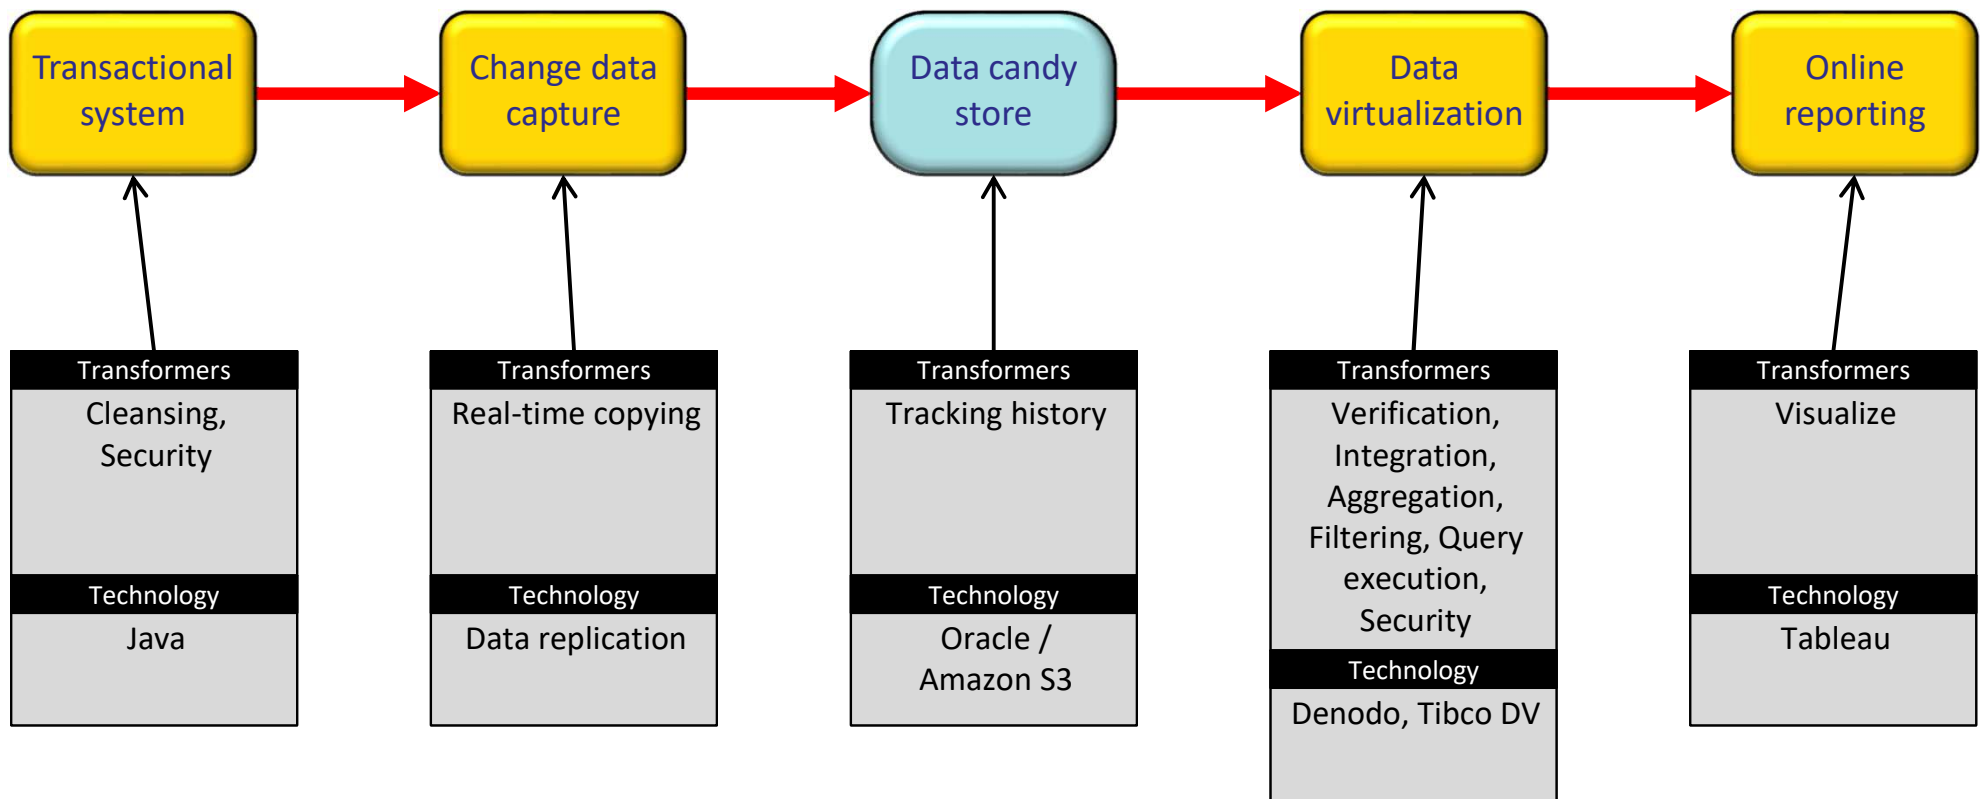 Transactional
system
Change data
capture
Data candy
store
Data
virtualization
Online
reporting
Transformers
Cleansing,
Security
Technology
Java
Transformers
Real-time copying
Technology
Data replication
Transformers
Tracking history
Technology
Oracle /
Amazon S3
Transformers
Verification,
Integration,
Aggregation,
Filtering, Query
execution,
Security
Technology
Denodo, Tibco DV
Transformers
Visualize
Technology
Tableau